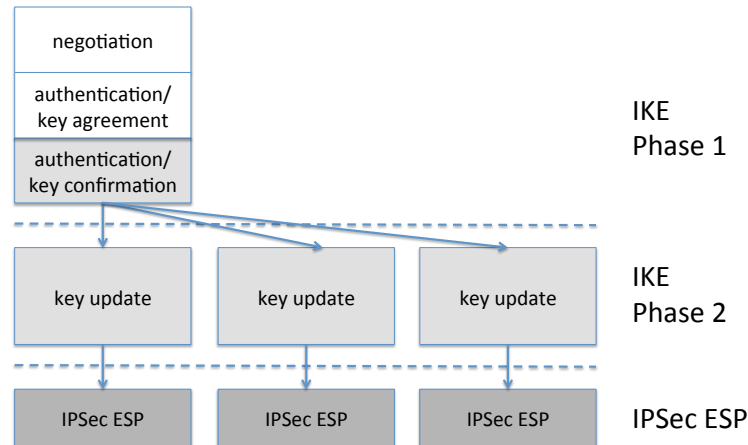 negotiation
authentication/
key agreement
authentication/
key confirmation
IKE
Phase 1
key update
key update
key update
IKE
Phase 2
IPSec ESP
IPSec ESP
IPSec ESP
IPSec ESP